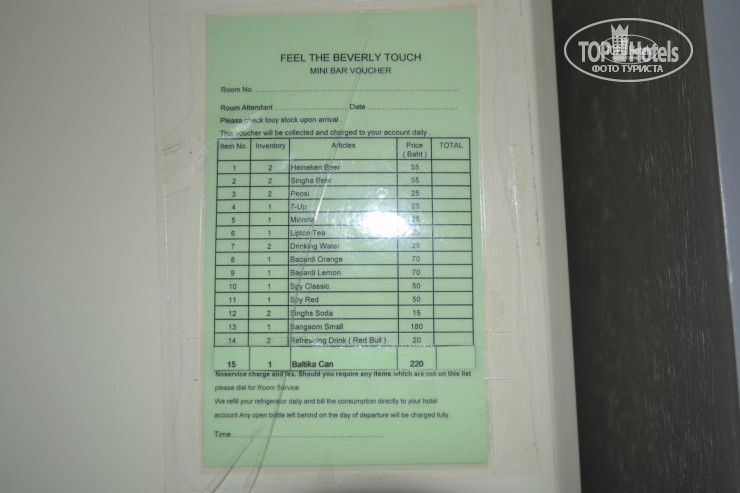 TOP Hotels
ФОТО ТУРИСТА
FEEL THE BEVERLY TOUCH
MINI BAR VOUCHER
Room No.
Room Attendant Date
Please check touy stock upon arrival .
This voucher will be collected and charged to your account daily .
Item No. Inventory Articles Price ( Baht ) TOTAL
1 2 Heineken Beer 55
2 2 Singha Beer 55
3 2 Pepsi 25
4 1 7-Up 25
5 1 Mirinda 25
6 1 Lipton Tea
7 2 Drinking Water 25
8 1 Bacardi Orange 70
9 1 Bacardi Lemon 70
10 1 Spy Classic 50
11 1 Spy Red 50
12 2 Singhs Soda 15
13 1 Sangsom Small 180
14 2 Refreshing Drink ( Red Bull ) 20
15 1 Baltika Can 220
Noservice charge and tex. Should you require any items which are not on this list
please dial for Room Service.
We refill your refrigerator daily and bill the consumption directly to your hotel
account Any open bottle left behind on the day of departure will be charged fully.
Time